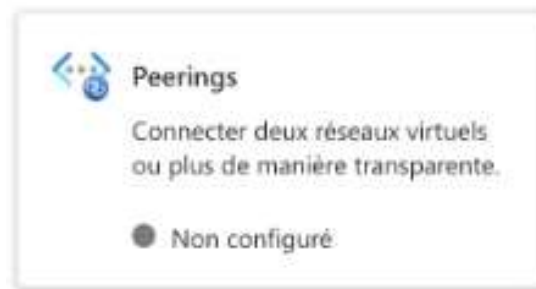 Peerings
Connecter deux réseaux virtuels
ou plus de manière transparente.
Non configuré